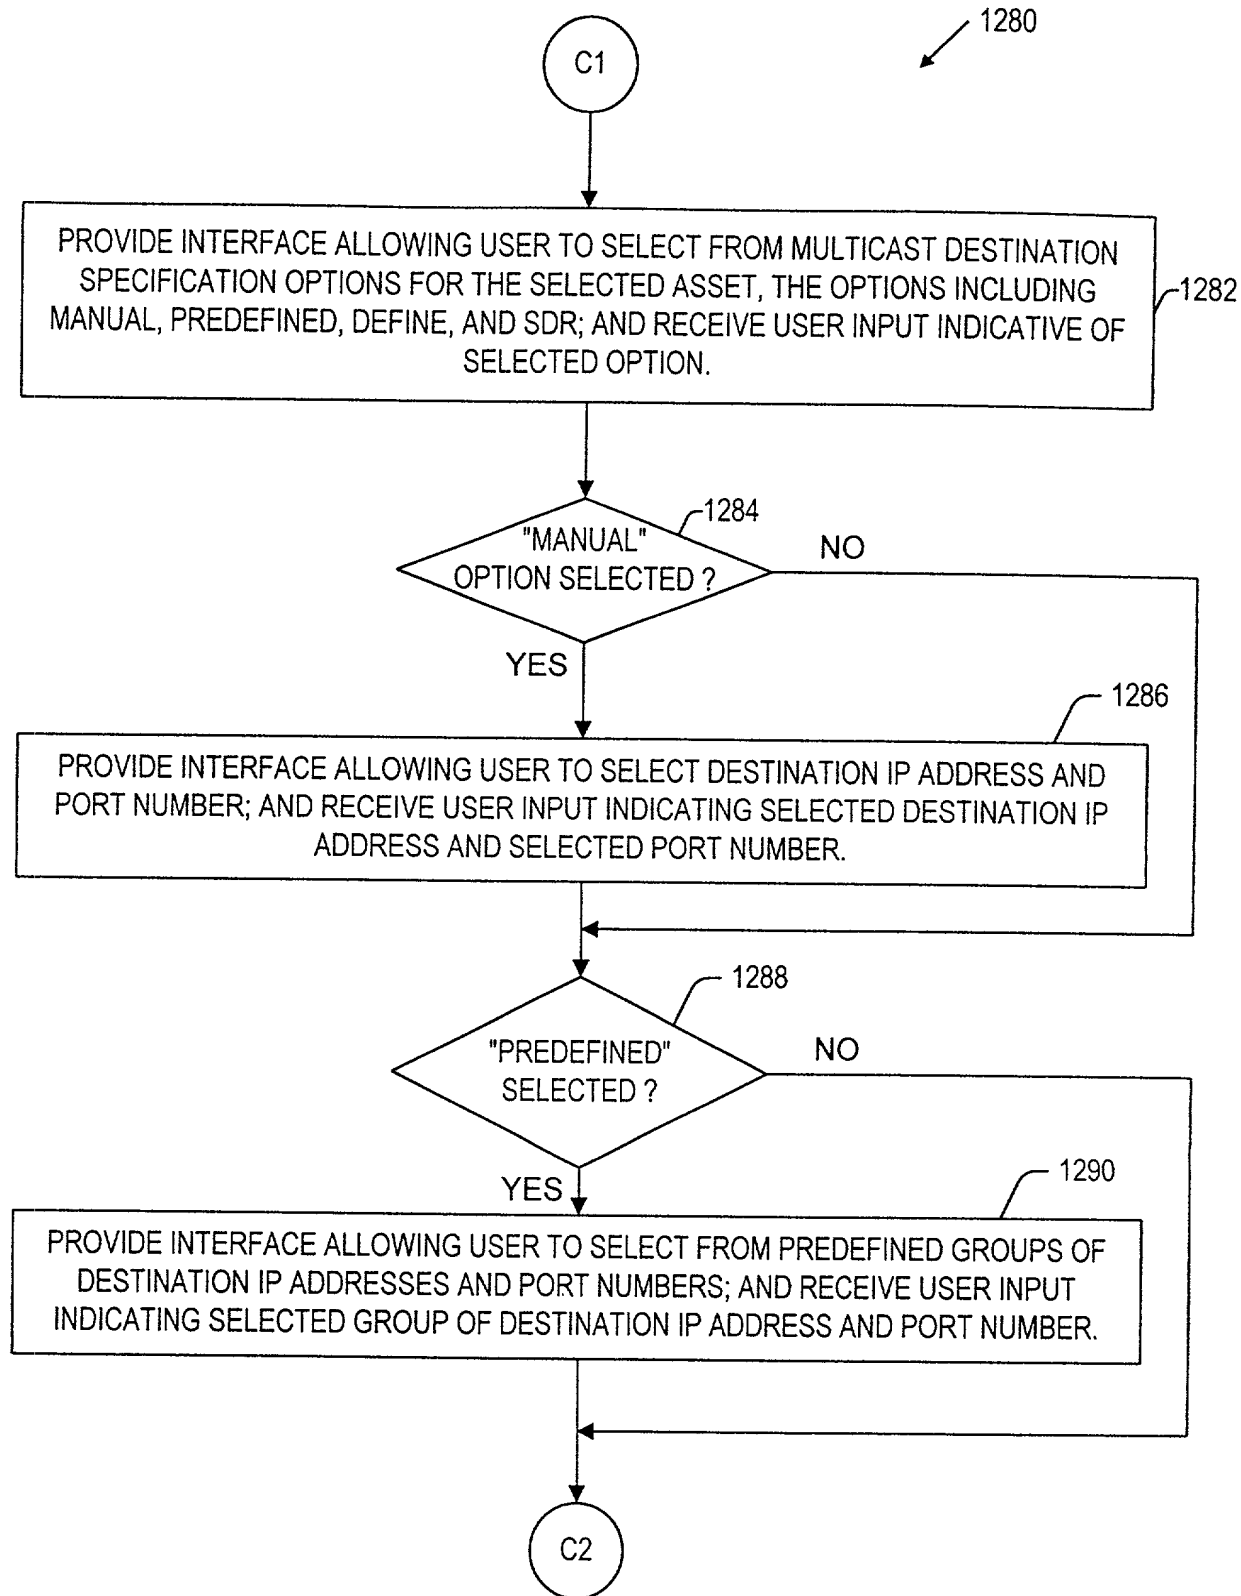 1280
C1
PROVIDE INTERFACE ALLOWING USER TO SELECT FROM MULTICAST DESTINATION
SPECIFICATION OPTIONS FOR THE SELECTED ASSET, THE OPTIONS INCLUDING
MANUAL, PREDEFINED, DEFINE, AND SDR; AND RECEIVE USER INPUT INDICATIVE OF
SELECTED OPTION.
1282
1284
"MANUAL"
OPTION SELECTED ?
NO
YES
1286
PROVIDE INTERFACE ALLOWING USER TO SELECT DESTINATION IP ADDRESS AND
PORT NUMBER; AND RECEIVE USER INPUT INDICATING SELECTED DESTINATION IP
ADDRESS AND SELECTED PORT NUMBER.
1288
"PREDEFINED"
SELECTED ?
NO
YES
1290
PROVIDE INTERFACE ALLOWING USER TO SELECT FROM PREDEFINED GROUPS OF
DESTINATION IP ADDRESSES AND PORT NUMBERS; AND RECEIVE USER INPUT
INDICATING SELECTED GROUP OF DESTINATION IP ADDRESS AND PORT NUMBER.
C2